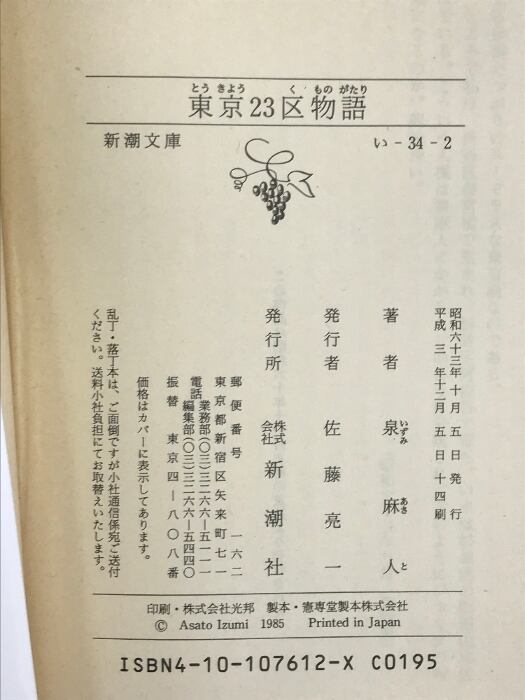 とうきよう く ものがたり
東京23区物語
新潮文庫 い-34-2
昭和六十三年十月五日発行
平成三年十二月五日十四刷
著者 泉麻人
いずみ あさ と
発行者 佐藤亮一
発行所 株式会社 新潮社
郵便番号 一六二
東京都新宿区矢来町七一
電話 業務部(〇三)三二六六―五一一一
編集部(〇三)三二六六―五四四〇
振替 東京四―八〇八番
価格はカバーに表示してあります。
乱丁・落丁本は、ご面倒ですが小社通信係宛ご送付
ください。送料小社負担にてお取替えいたします。
印刷・株式会社光邦 製本・憲専堂製本株式会社
© Asato Izumi 1985 Printed in Japan
ISBN4-10-107612-X C0195